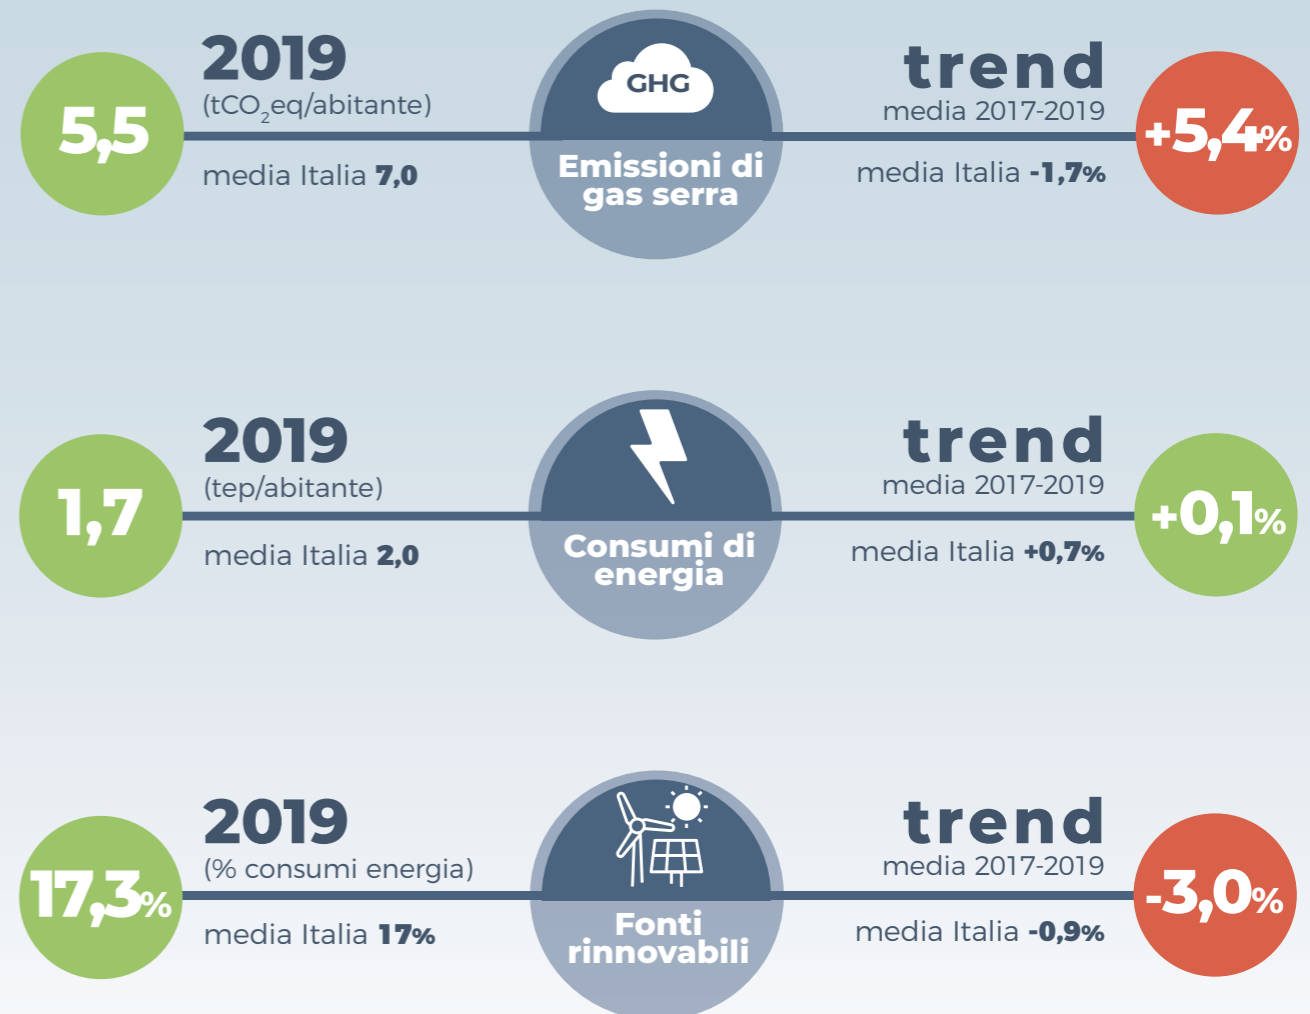 5,5
2019
(tCO₂eq/abitante)
media Italia 7,0
GHG
Emissioni di
gas serra
trend
media 2017-2019
media Italia -1,7%
+5,4%
1,7
2019
(tep/abitante)
media Italia 2,0
Consumi di
energia
trend
media 2017-2019
media Italia +0,7%
+0,1%
17,3%
2019
(% consumi energia)
media Italia 17%
Fonti
rinnovabili
trend
media 2017-2019
media Italia -0,9%
-3,0%